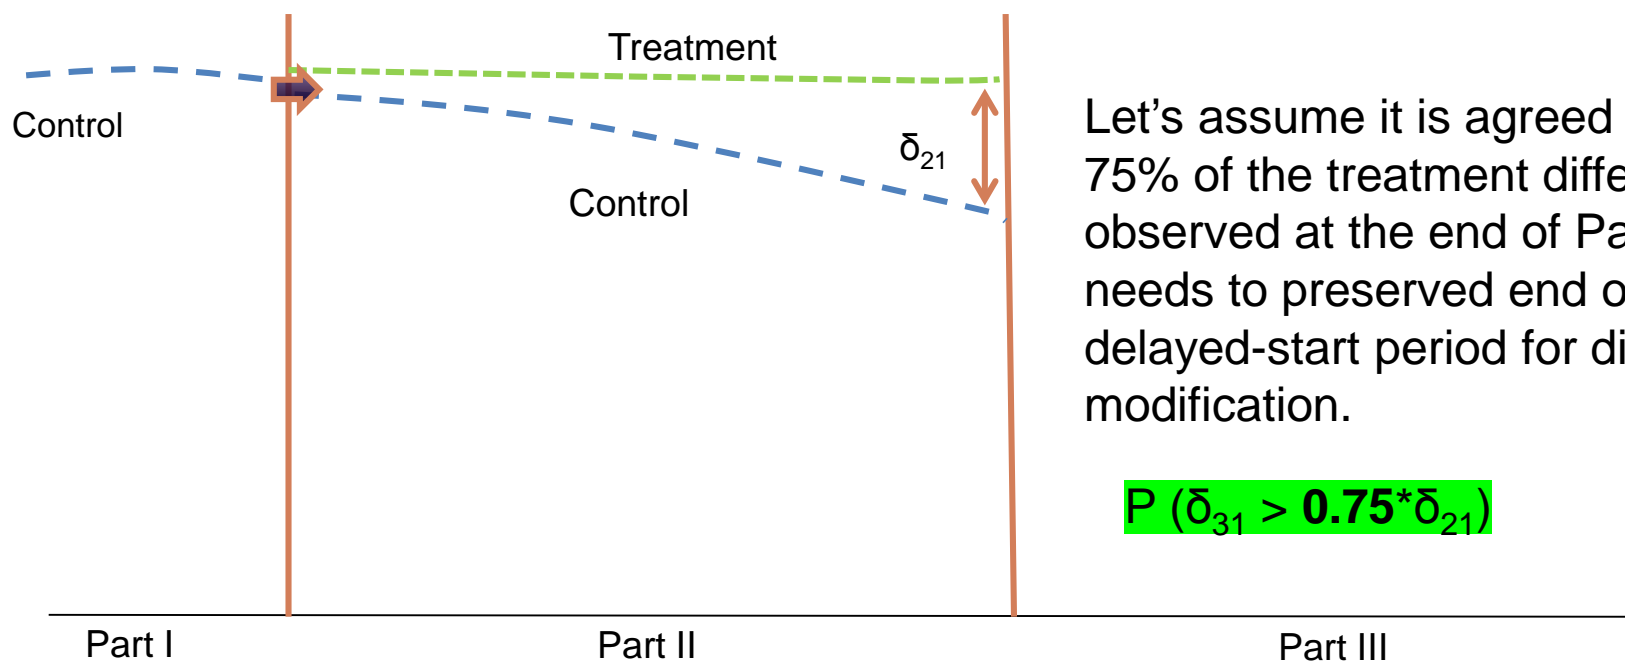 Treatment
Control
δ21
Control
Let's assume it is agreed
75% of the treatment diffe
observed at the end of Pa
needs to preserved end o
delayed-start period for di
modification.
P (δ31 > 0.75*δ21)
Part I
Part II
Part III